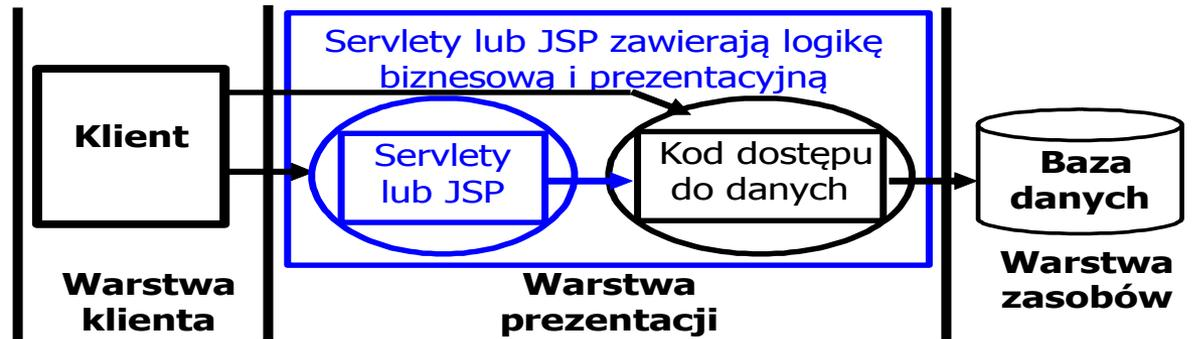 Servlety lub JSP zawierają logikę
biznesową i prezentacyjną
Klient
Servlety
lub JSP
Kod dostępu
do danych
Baza
danych
Warstwa
klienta
Warstwa
prezentacji
Warstwa
zasobów